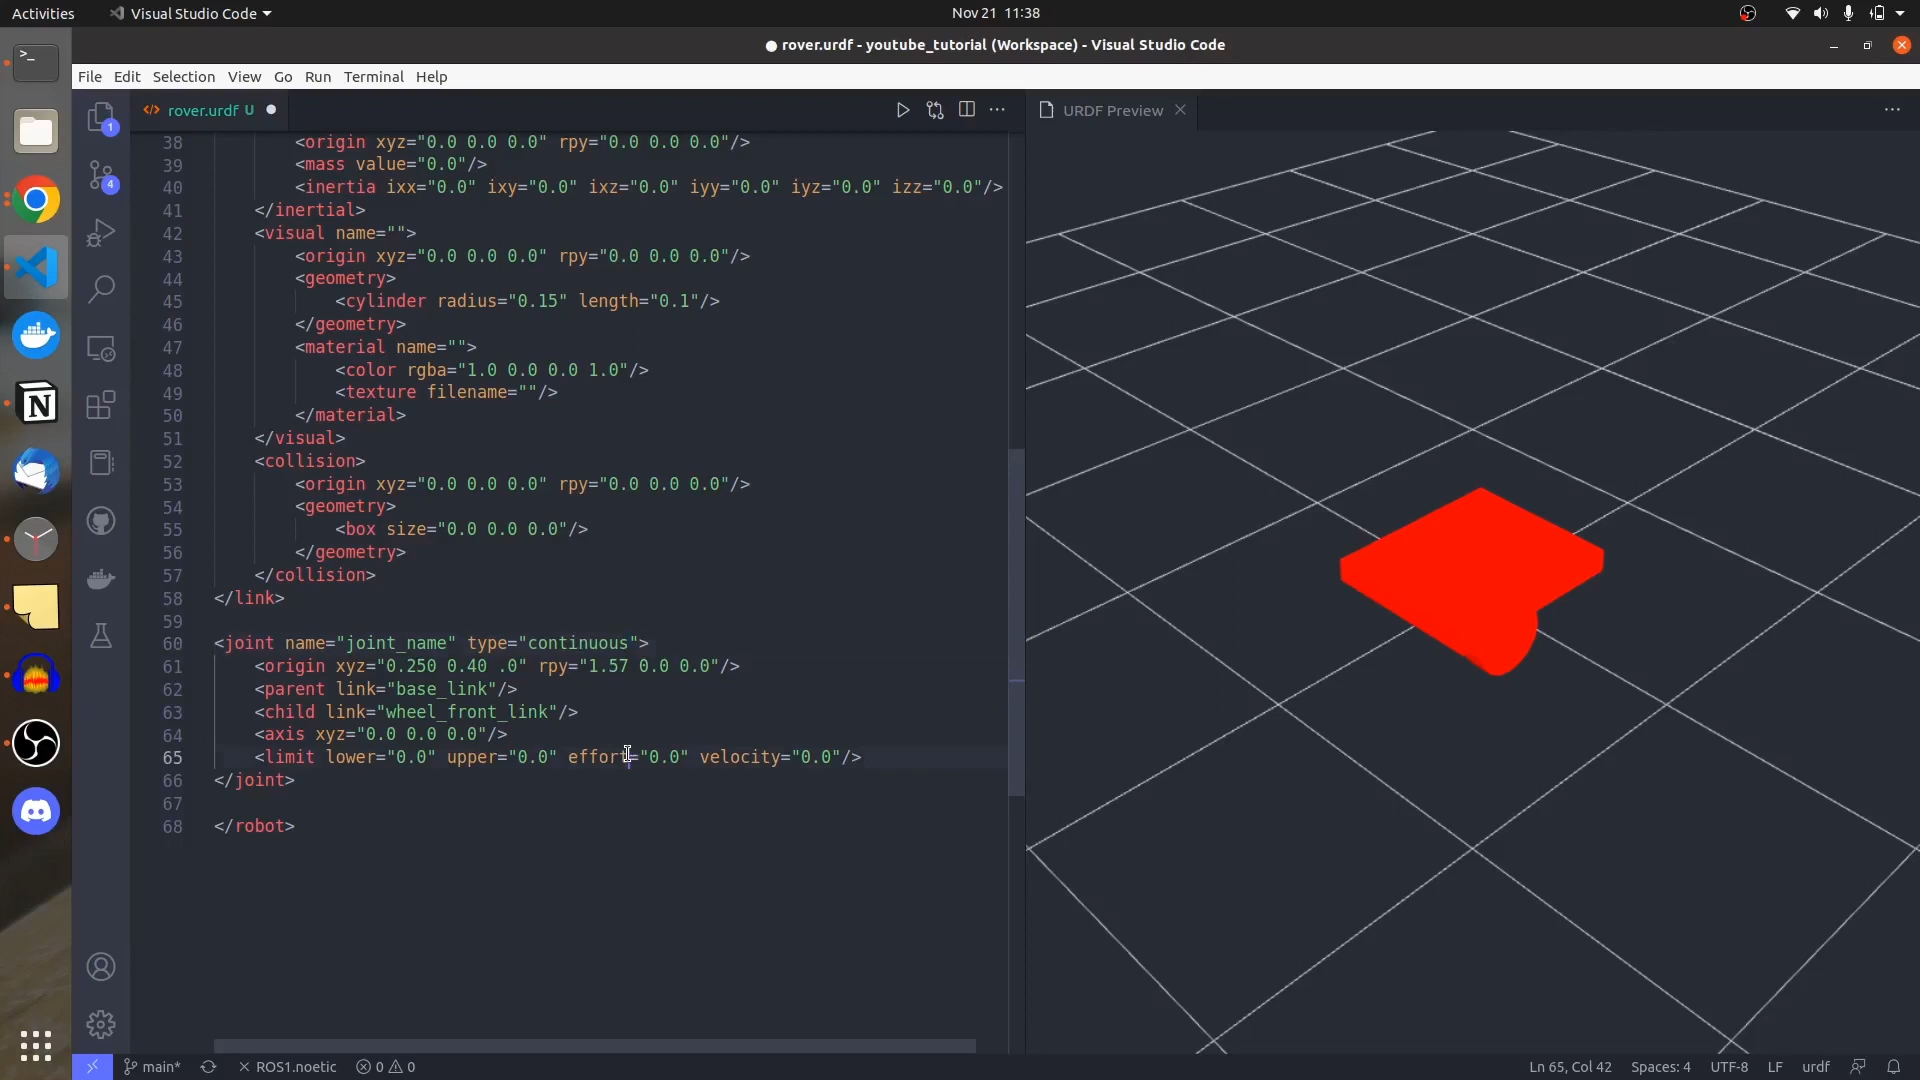 Activities
Visual Studio Code
Nov 21 11:38
● rover.urdf - youtube_tutorial (Workspace) - Visual Studio Code
File Edit Selection View Go Run Terminal Help
rover.urdf U
URDF Preview
1
4
38 <origin xyz="0.0 0.0 0.0" rpy="0.0 0.0 0.0"/>
39 <mass value="0.0"/>
40 <inertia ixx="0.0" ixy="0.0" ixz="0.0" iyy="0.0" iyz="0.0" izz="0.0"/>
41 </inertial>
42 <visual name="">
43 <origin xyz="0.0 0.0 0.0" rpy="0.0 0.0 0.0"/>
44 <geometry>
45 <cylinder radius="0.15" length="0.1"/>
46 </geometry>
47 <material name="">
48 <color rgba="1.0 0.0 0.0 1.0"/>
49 <texture filename=""/>
50 </material>
51 </visual>
52 <collision>
53 <origin xyz="0.0 0.0 0.0" rpy="0.0 0.0 0.0"/>
54 <geometry>
55 <box size="0.0 0.0 0.0"/>
56 </geometry>
57 </collision>
58 </link>
59
60 <joint name="joint_name" type="continuous">
61 <origin xyz="0.250 0.40 .0" rpy="1.57 0.0 0.0"/>
62 <parent link="base_link"/>
63 <child link="wheel_front_link"/>
64 <axis xyz="0.0 0.0 0.0"/>
65 <limit lower="0.0" upper="0.0" effort="0.0" velocity="0.0"/>
66 </joint>
67
68 </robot>
main* ROS1.noetic 0 0
Ln 65, Col 42 Spaces: 4 UTF-8 LF urdf